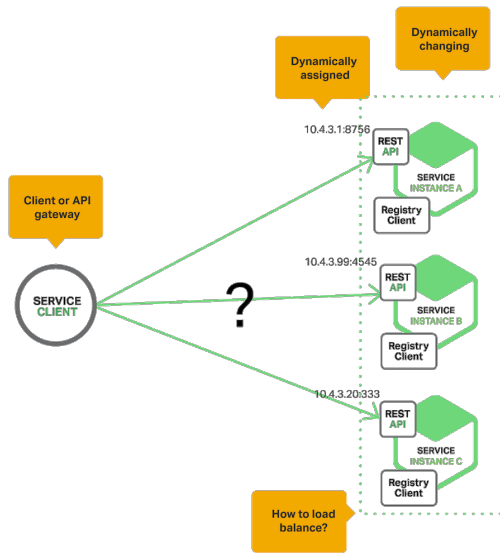 Dynamically
changing
Dynamically
assigned
10.4.3.1:8756
REST
API
SERVICE
INSTANCE A
Registry
Client
Client or API
gateway
10.4.3.99:4545
REST
API
SERVICE
INSTANCE B
Registry
Client
SERVICE
CLIENT
?
10.4.3.20:333
REST
API
SERVICE
INSTANCE C
Registry
Client
How to load
balance?